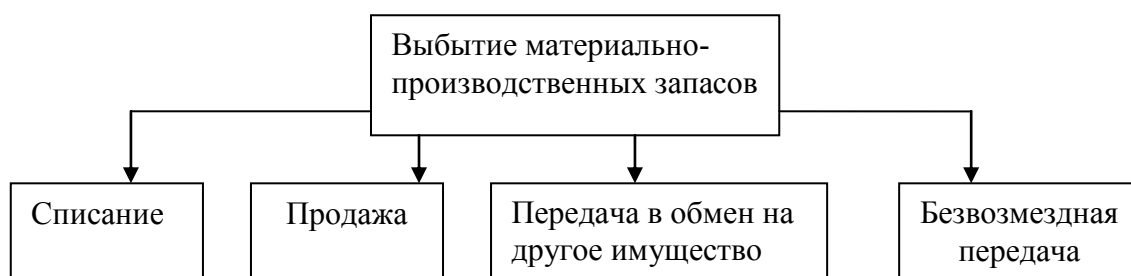 Выбытие материально-
производственных запасов
Списание
Продажа
Передача в обмен на
другое имущество
Безвозмездная
передача